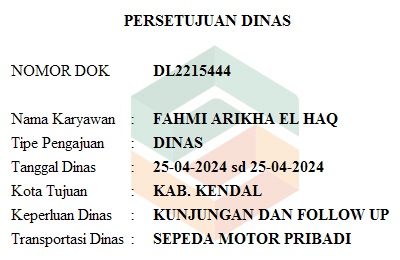 PERSETUJUAN DINAS
NOMOR DOK DL2215444
Nama Karyawan : FAHMI ARIKHA EL HAQ
Tipe Pengajuan : DINAS
Tanggal Dinas : 25-04-2024 sd 25-04-2024
Kota Tujuan : KAB. KENDAL
Keperluan Dinas : KUNJUNGAN DAN FOLLOW UP
Transportasi Dinas : SEPEDA MOTOR PRIBADI